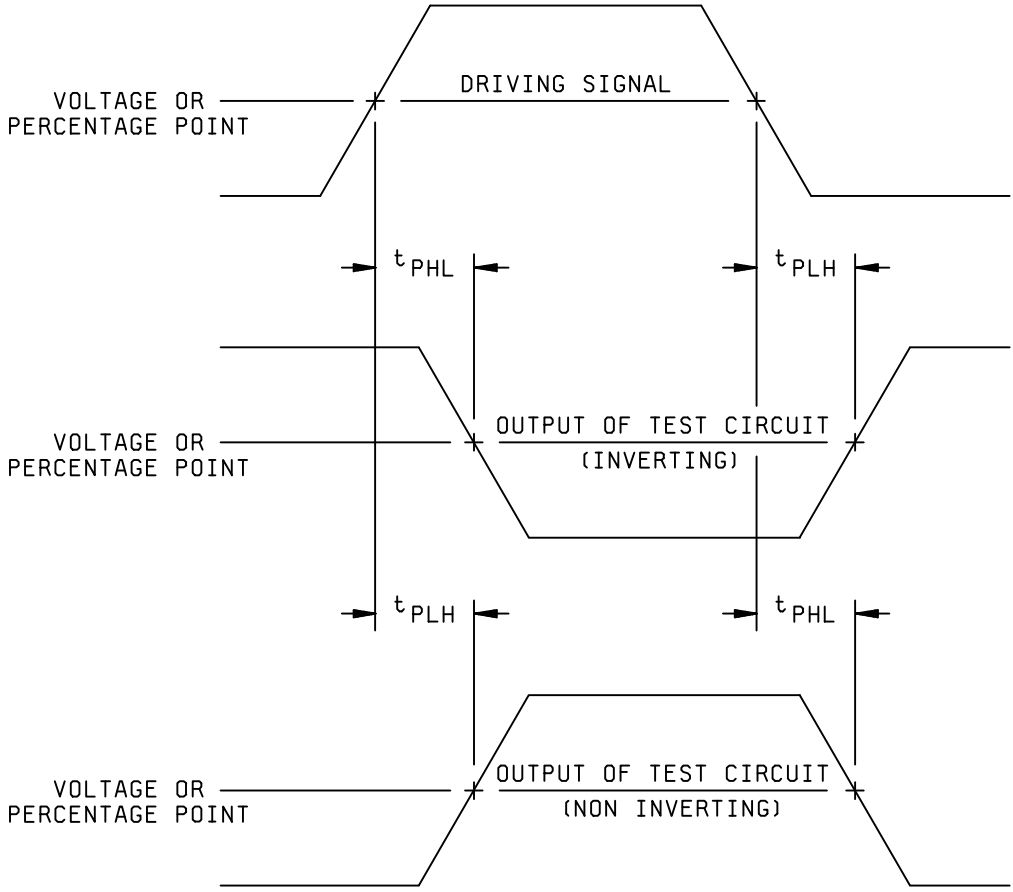 DRIVING SIGNAL
VOLTAGE OR
PERCENTAGE POINT
tPHL
tPLH
OUTPUT OF TEST CIRCUIT
VOLTAGE OR
(INVERTING)
PERCENTAGE POINT
tPLH
tPHL
OUTPUT OF TEST CIRCUIT
VOLTAGE OR
(NON INVERTING)
PERCENTAGE POINT